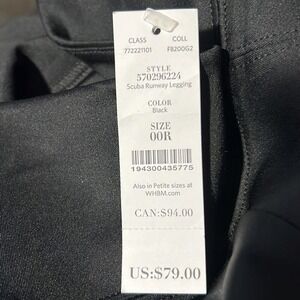 CLASS COLL
772221101 FB200G2
STYLE
570296224
Scuba Runway Legging
COLOR
Black
SIZE
00R
194300435775
Also in Petite sizes at
WHBM.com
CAN:$94.00
US:$79.00